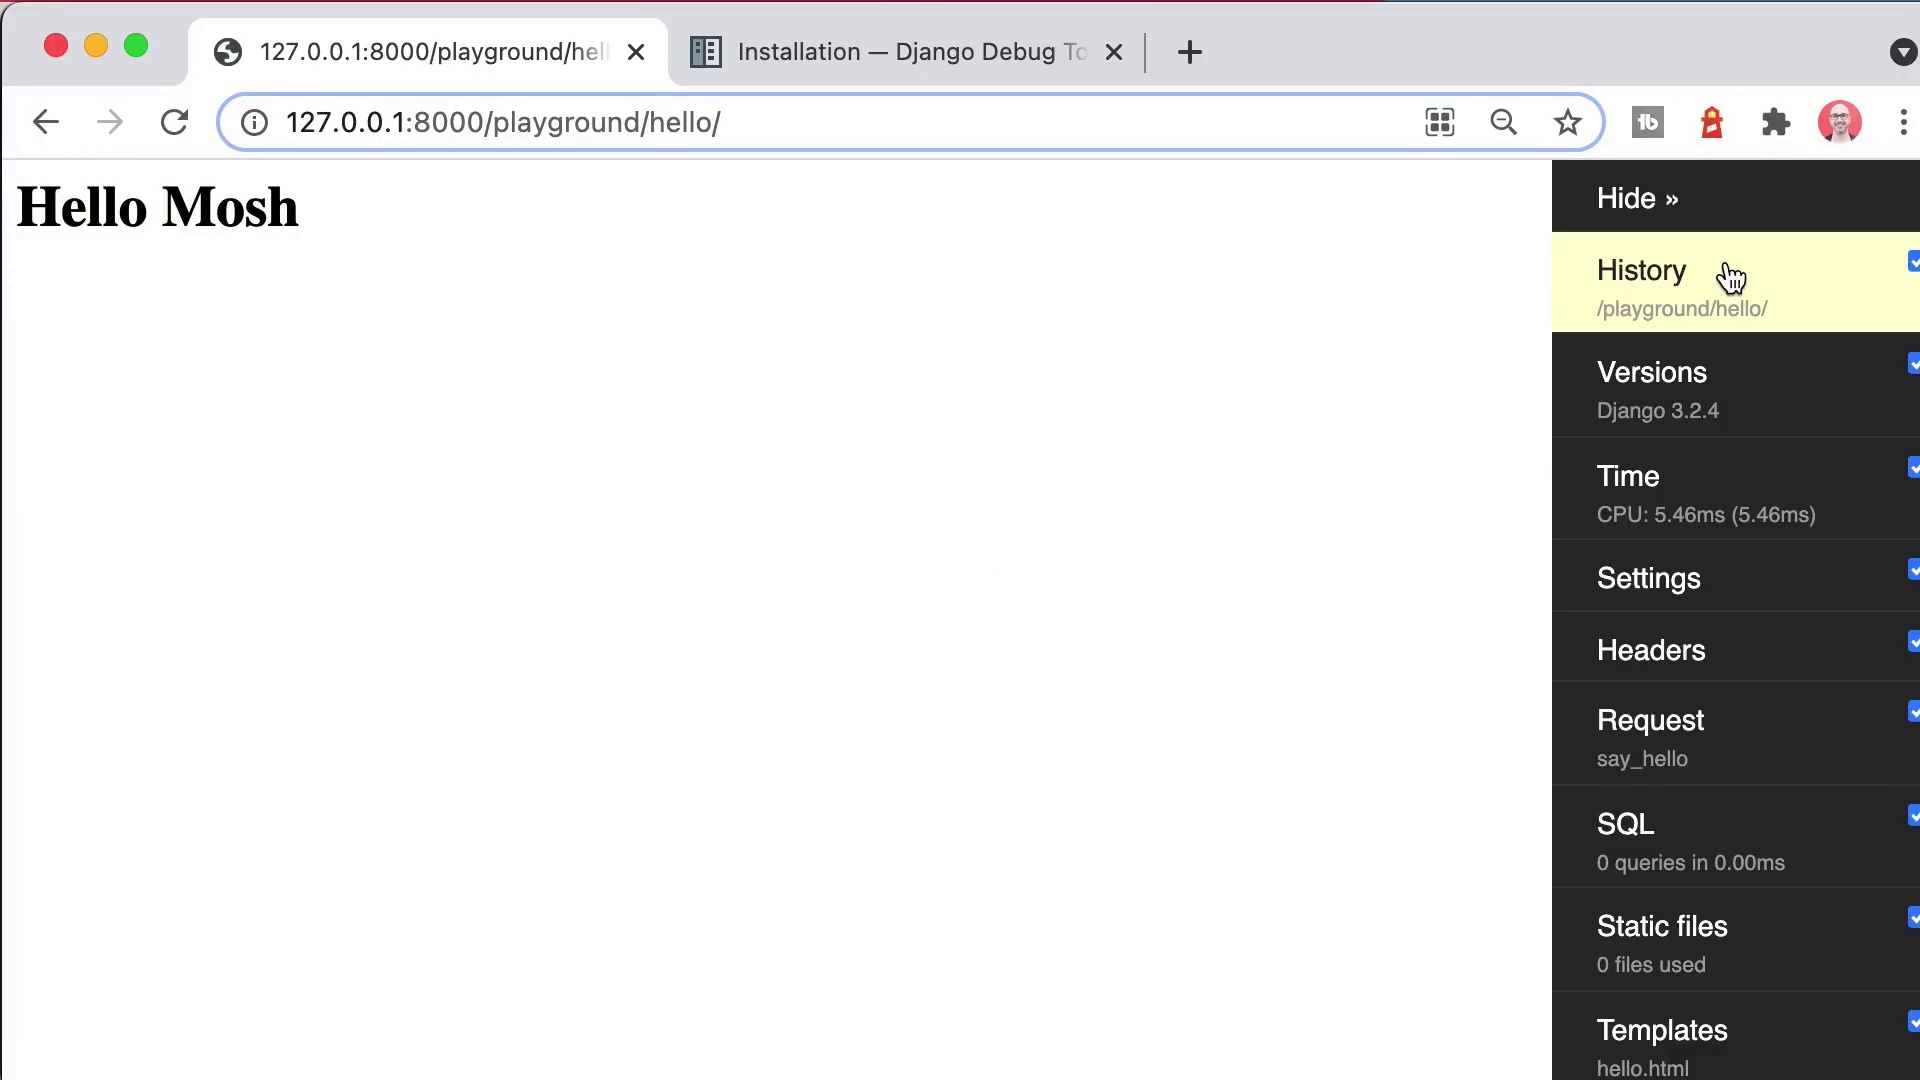 127.0.0.1:8000/playground/hel
Installation — Django Debug To
127.0.0.1:8000/playground/hello/
Hello Mosh
Hide »
History
/playground/hello/
Versions
Django 3.2.4
Time
CPU: 5.46ms (5.46ms)
Settings
Headers
Request
say_hello
SQL
0 queries in 0.00ms
Static files
0 files used
Templates
hello.html